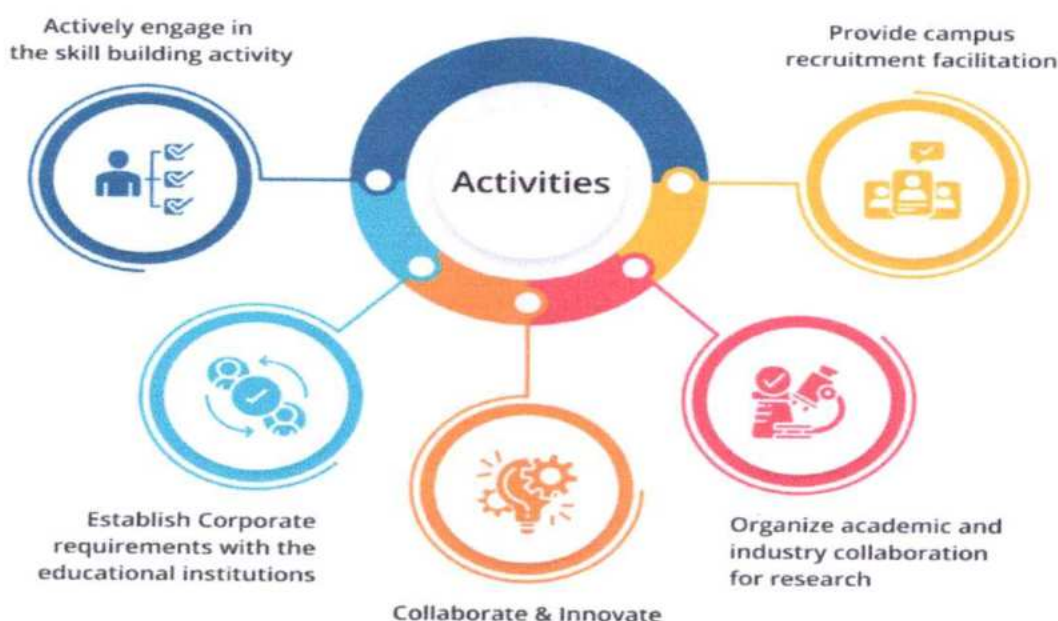 Actively engage in
the skill building activity
Provide campus
recruitment facilitation
Activities
Establish Corporate
requirements with the
educational institutions
Collaborate & Innovate
Organize academic and
industry collaboration
for research